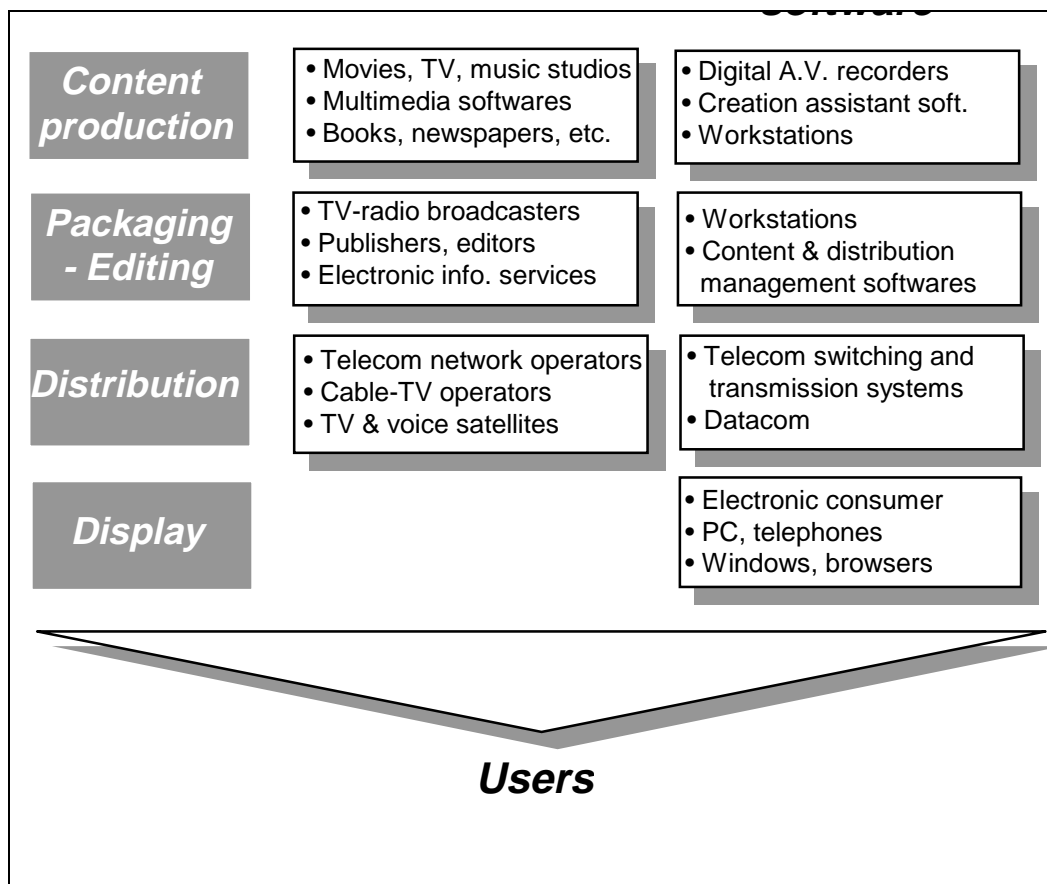 Content
production
• Movies, TV, music studios
• Multimedia softwares
• Books, newspapers, etc.
• Digital A.V. recorders
• Creation assistant soft.
• Workstations
Packaging
- Editing
• TV-radio broadcasters
• Publishers, editors
• Electronic info. services
• Workstations
• Content & distribution
management softwares
Distribution
• Telecom network operators
• Cable-TV operators
• TV & voice satellites
• Telecom switching and
transmission systems
• Datacom
Display
• Electronic consumer
• PC, telephones
• Windows, browsers
Users